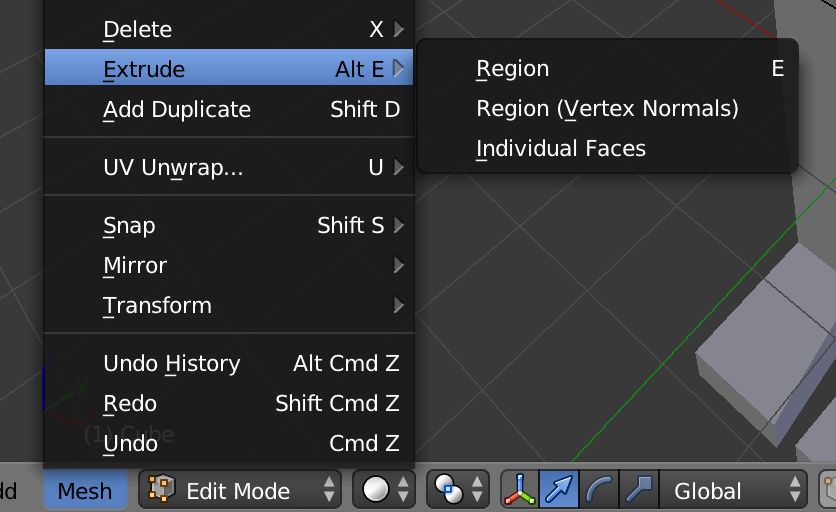 Delete X
Extrude Alt E
Region E
Add Duplicate Shift D
Region (Vertex Normals)
Individual Faces
UV Unwrap... U
Snap Shift S
Mirror
Transform
Undo History Alt Cmd Z
Redo Shift Cmd Z
(1) Cube
Undo Cmd Z
dd Mesh Edit Mode Global
z
y